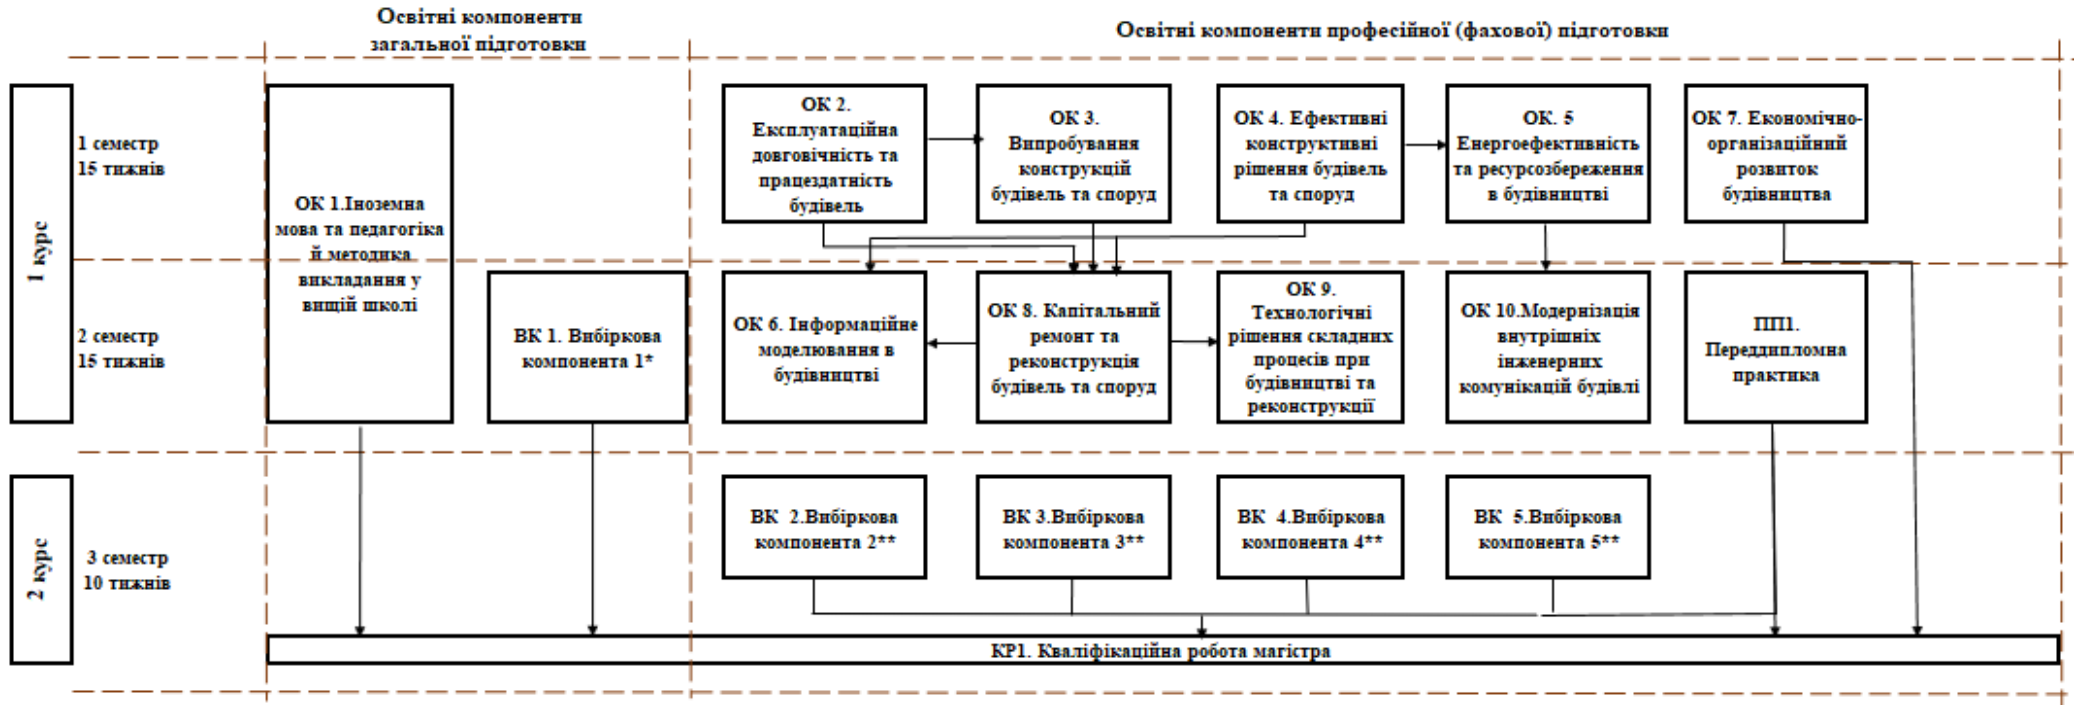 Освітні компоненти
загальної підготовки
Освітні компоненти професійної (фахової) підготовки
1 курс
1 семестр
15 тижнів
ОК 1.Іноземна
мова та педагогіка
й методика
викладання у
вищій школі
ОК 2.
Експлуатаційна
довговічність та
працездатність
будівель
ОК 3.
Випробування
конструкцій
будівель та споруд
ОК 4. Ефективні
конструктивні
рішення будівель
та споруд
ОК. 5
Енергоефективність
та ресурсозбереження
в будівництві
ОК 7. Економічно-
організаційний
розвиток
будівництва
2 семестр
15 тижнів
ВК 1. Вибіркова
компонента 1*
ОК 6. Інформаційне
моделювання в
будівництві
ОК 8. Капітальний
ремонт та
реконструкція
будівель та споруд
ОК 9.
Технологічні
рішення складних
процесів при
будівництві та
реконструкції
ОК 10.Модернізація
внутрішніх
інженерних
комунікацій будівлі
ПП1.
Переддипломна
практика
2 курс
3 семестр
10 тижнів
ВК 2.Вибіркова
компонента 2**
ВК 3.Вибіркова
компонента 3**
ВК 4.Вибіркова
компонента 4**
ВК 5.Вибіркова
компонента 5**
КР1. Кваліфікаційна робота магістра